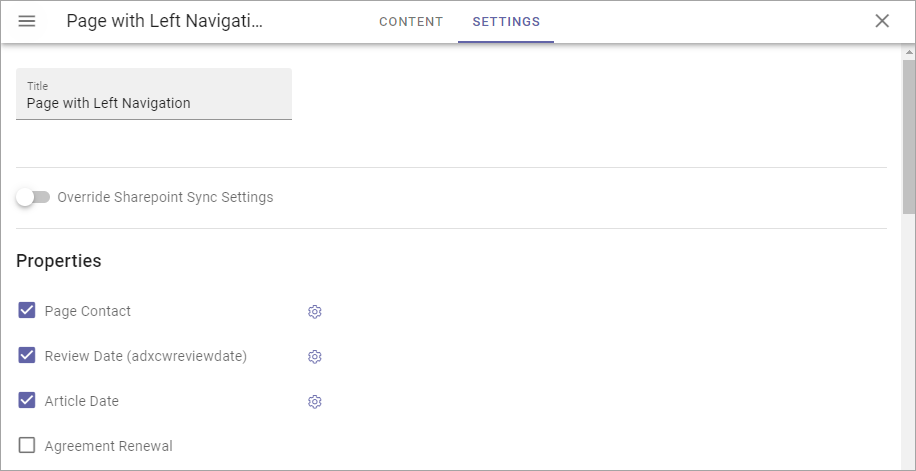 Page with Left Navigati...
CONTENT
SETTINGS
Title
Page with Left Navigation
Override Sharepoint Sync Settings
Properties
Page Contact
Review Date (adxcwreviewdate)
Article Date
Agreement Renewal